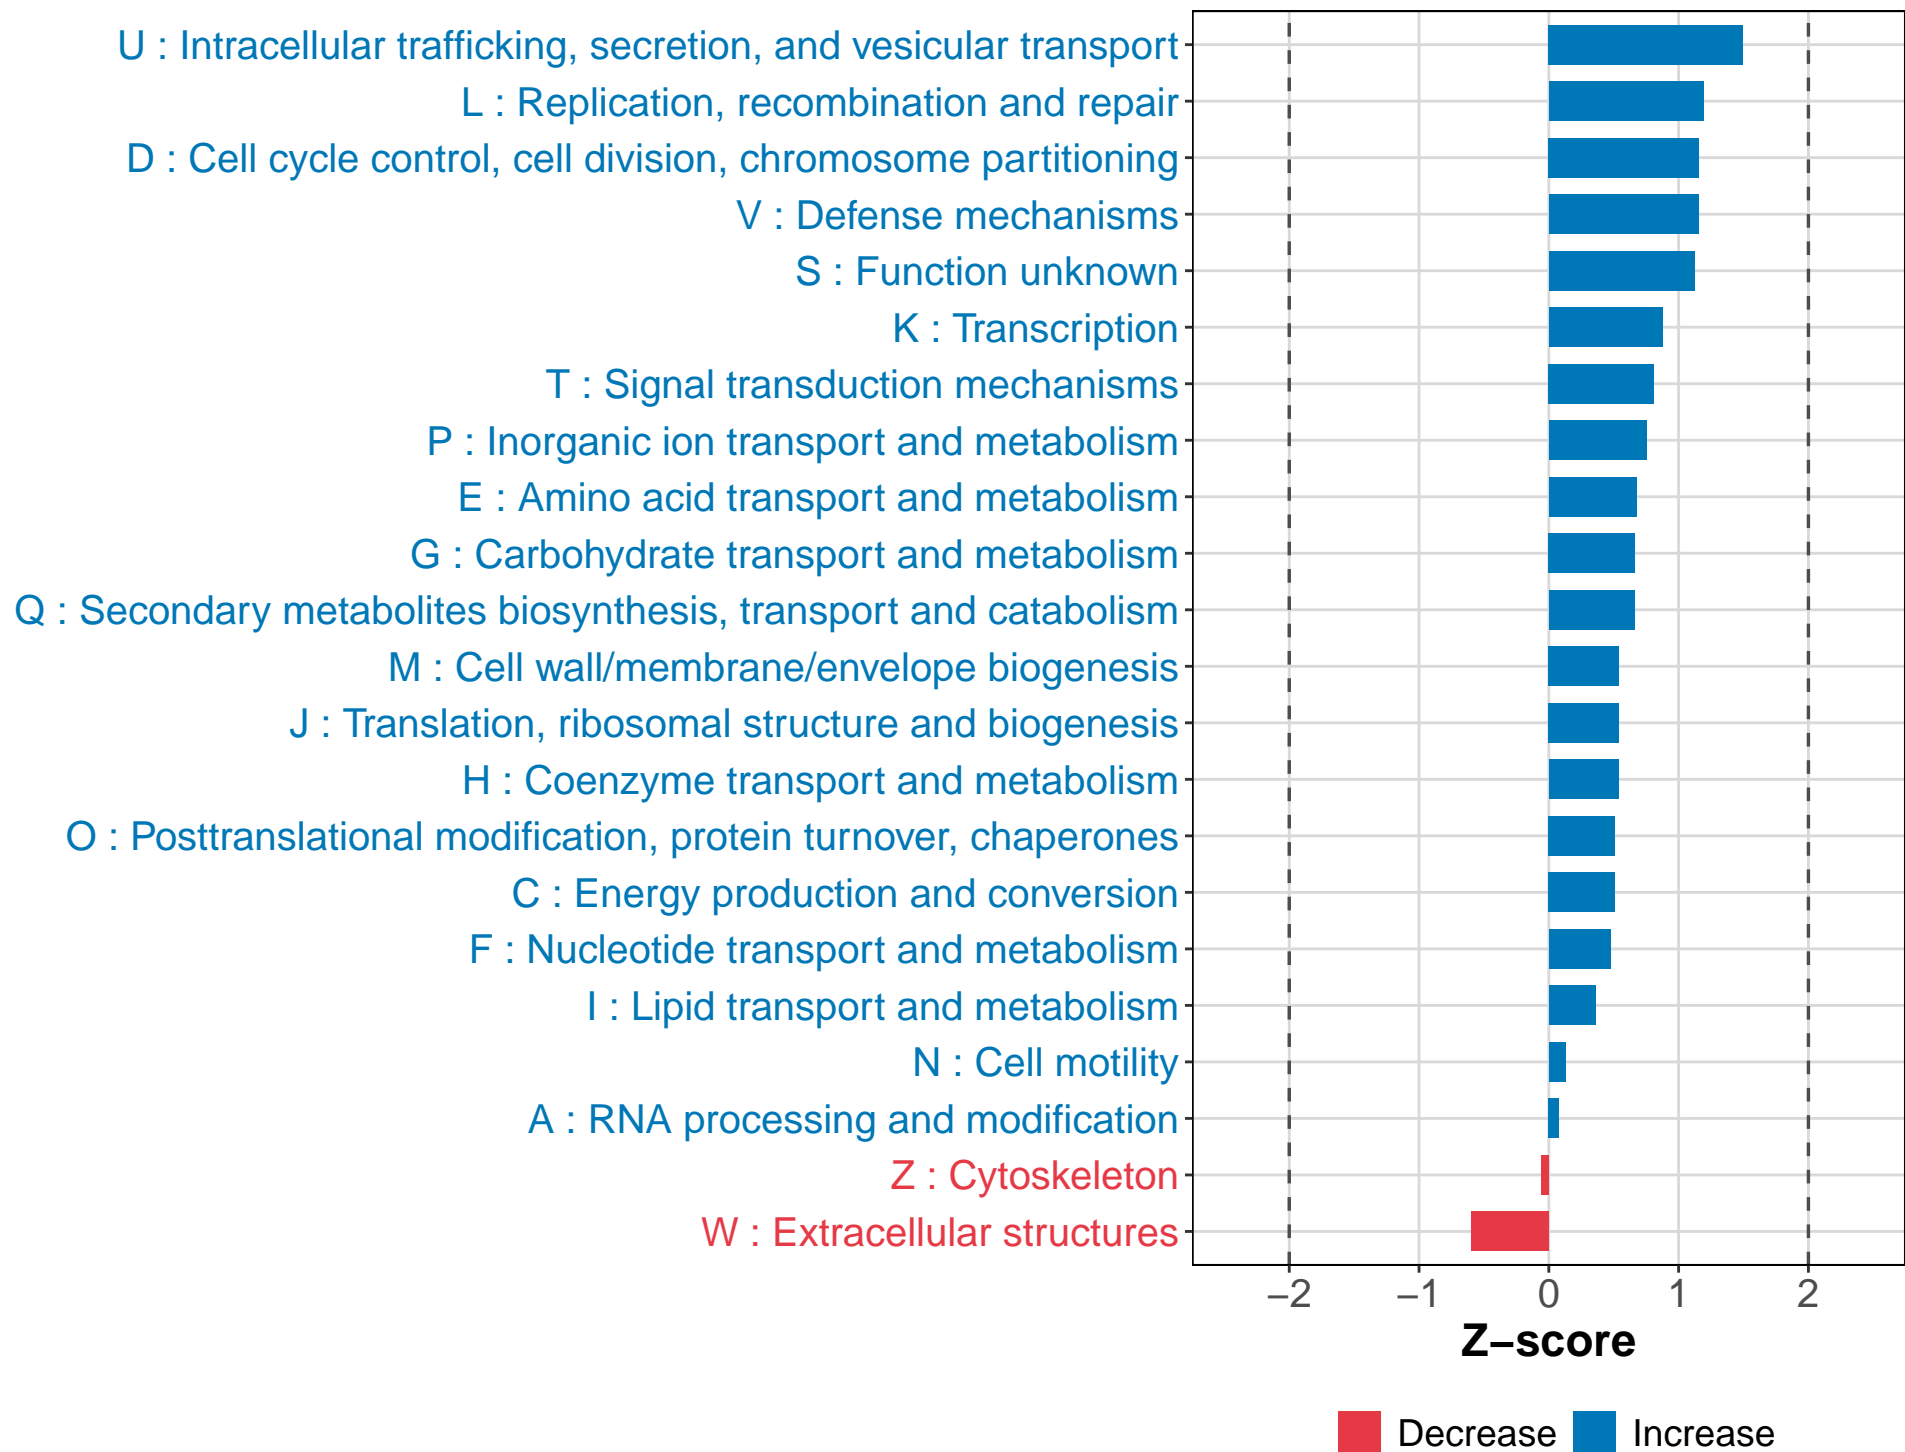 U : Intracellular trafficking, secretion, and vesicular transport
L : Replication, recombination and repair
D : Cell cycle control, cell division, chromosome partitioning
V : Defense mechanisms
S : Function unknown
K : Transcription
T : Signal transduction mechanisms
P : Inorganic ion transport and metabolism
E : Amino acid transport and metabolism
G : Carbohydrate transport and metabolism
Q : Secondary metabolites biosynthesis, transport and catabolism
M : Cell wall/membrane/envelope biogenesis
J : Translation, ribosomal structure and biogenesis
H : Coenzyme transport and metabolism
O : Posttranslational modification, protein turnover, chaperones
C : Energy production and conversion
F : Nucleotide transport and metabolism
I : Lipid transport and metabolism
N : Cell motility
A : RNA processing and modification
Z : Cytoskeleton
W : Extracellular structures
−2 −1 0 1 2
Z−score
Decrease Increase